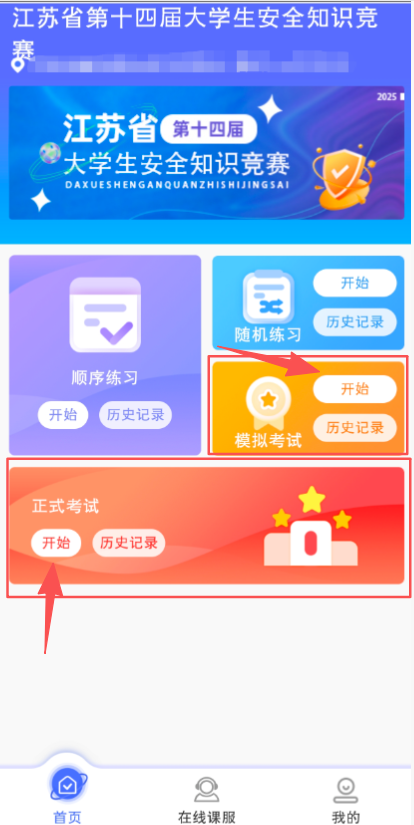 江苏省第十四届大学生安全知识竞
赛
2025
江苏省 第十四届
大学生安全知识竞赛
DAXUESHENGANQUANZHISHIJINGSAI
顺序练习
开始 历史记录
开始
随机练习 历史记录
开始
模拟考试 历史记录
正式考试
开始 历史记录
首页 在线课服 我的